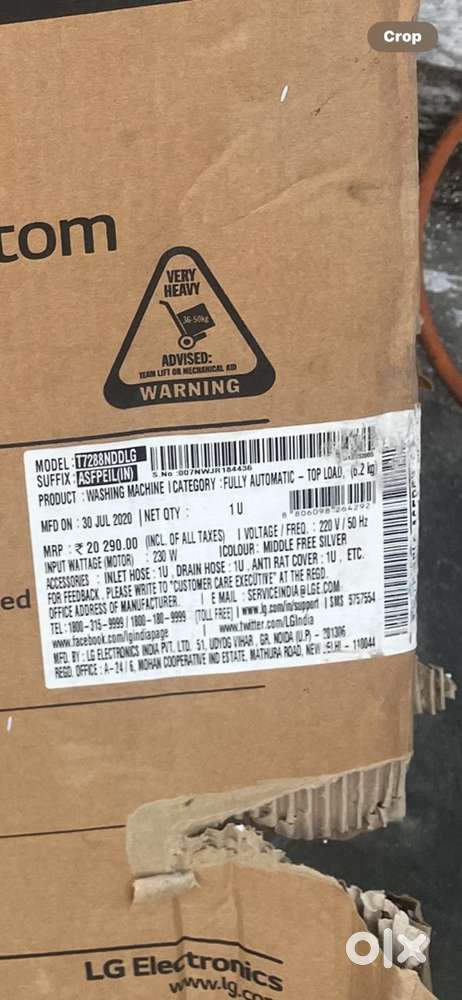 Crop
com
VERY
HEAVY
36-50kg
ADVISED:
TEAM LIFT OR MECHANICAL AID
WARNING
MODEL : T7288NDDLG
SUFFIX : ASFPEIL(IN)
S.No :007NWJR184436
PRODUCT : WASHING MACHINE | CATEGORY : FULLY AUTOMATIC - TOP LOAD, (6.2 kg)
MFD ON : 30 JUL 2020 | NET QTY : 1 U
8 806098 264292
MRP : ₹ 20 290.00 (INCL. OF ALL TAXES) | VOLTAGE / FREQ. : 220 V / 50 Hz
INPUT WATTAGE (MOTOR) : 230 W |COLOUR : MIDDLE FREE SILVER
ACCESSORIES : INLET HOSE : 1U , DRAIN HOSE : 1U , ANTI RAT COVER : 1U , ETC.
FOR FEEDBACK, PLEASE WRITE TO "CUSTOMER CARE EXECUTIVE" AT THE REGD.
OFFICE ADDRESS OF MANUFACTURER. | E MAIL : SERVICEINDIA@LGE.COM
TEL :1800-315-9999 / 1800-180-9999 (TOLL FREE) | www.lg.com/in/support | SMS 5757554
www.facebook.com/lgindiapage www.twitter.com/LGIndia
MFD. BY : LG ELECTRONICS INDIA PVT. LTD. 51, UDYOG VIHAR, GR. NOIDA (U.P) - 201306
REGD. OFFICE : A-24 / 6, MOHAN COOPERATIVE IND ESTATE, MATHURA ROAD, NEW DELHI - 110044
ed
LG Electronics
www.lg.com
olx